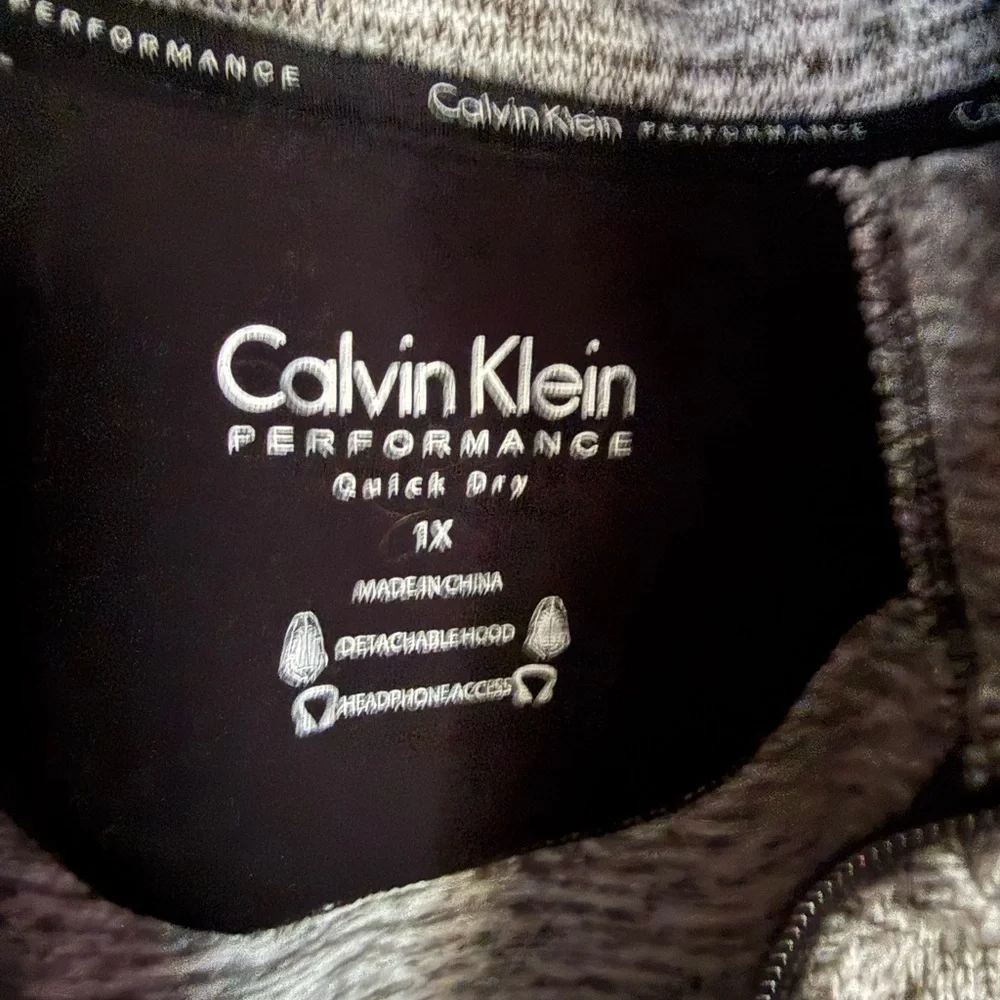 PERFORMANCE
Calvin Klein PERFORMANCE
Calvin Klein
PERFORMANCE
Quick Dry
1X
MADE IN CHINA
DETACHABLE HOOD
HEADPHONE ACCESS